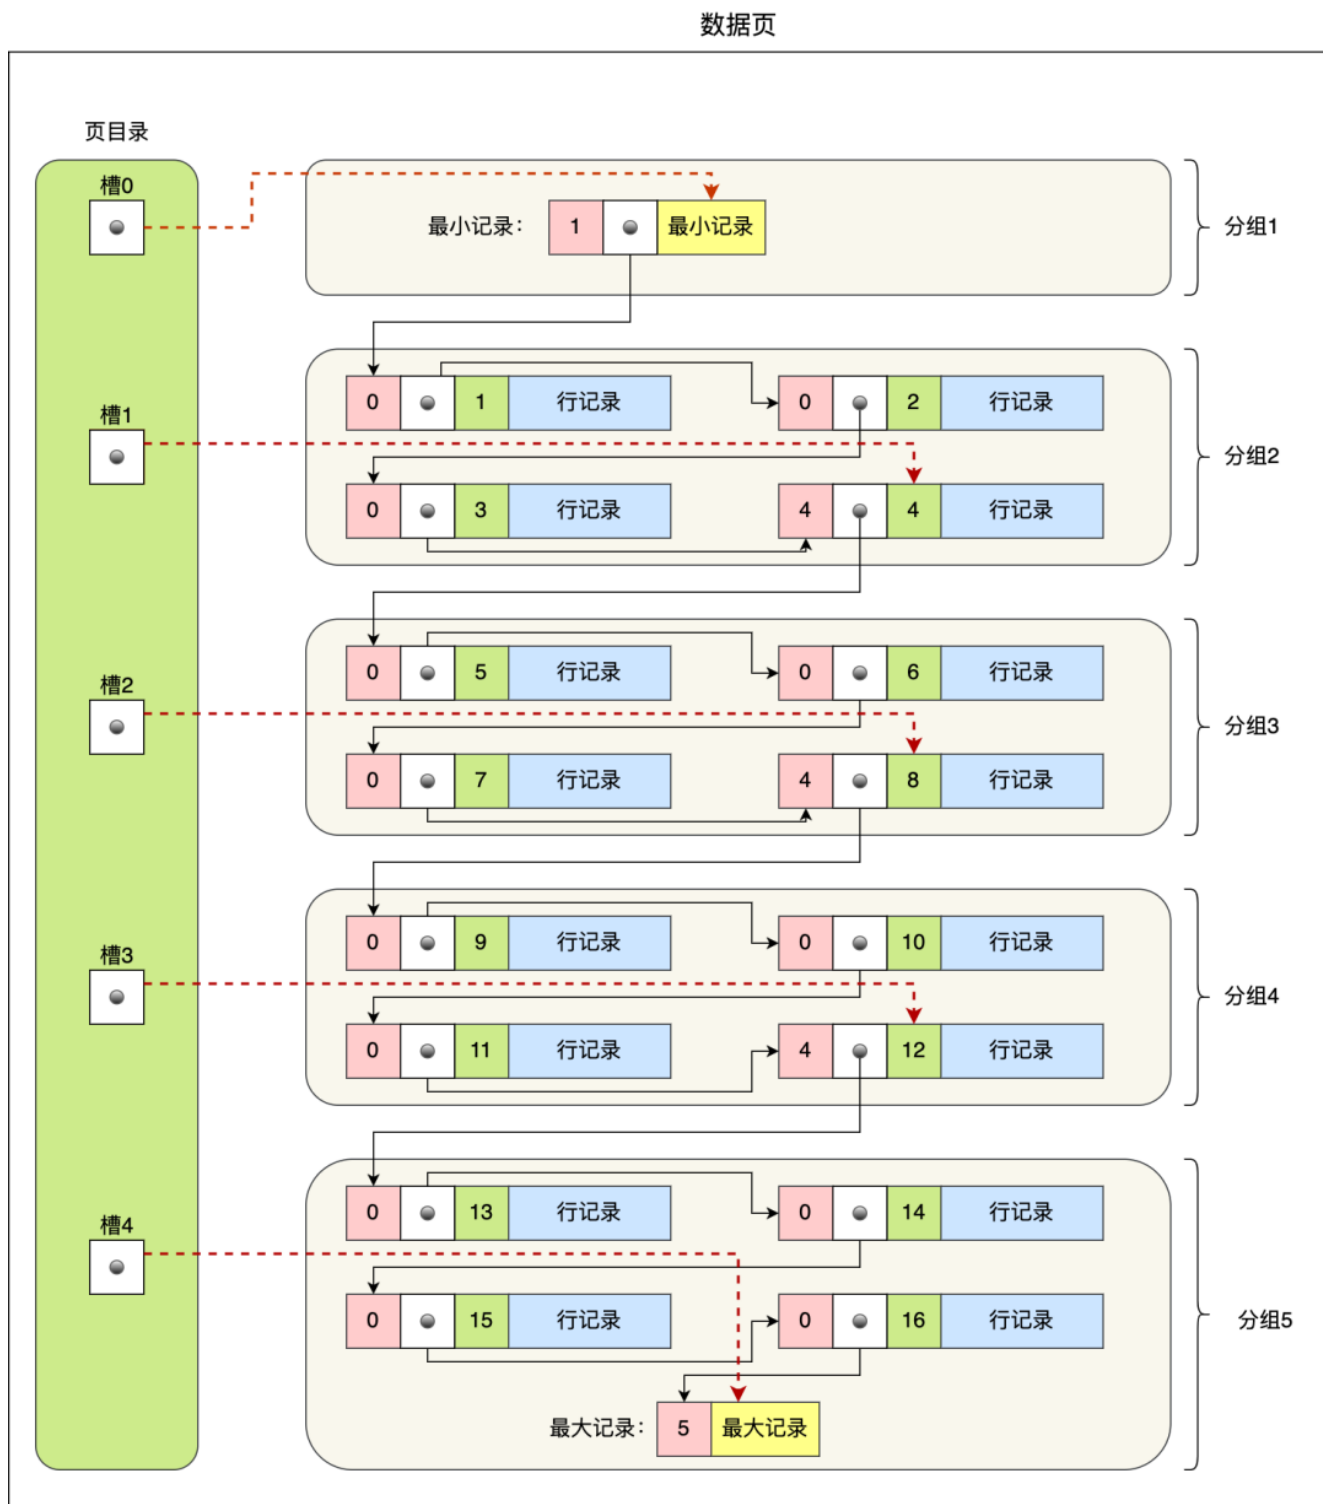 数据页
页目录
槽0
最小记录： 1 最小记录
分组1
0 1 行记录 0 2 行记录
槽1
分组2
0 3 行记录 4 4 行记录
0 5 行记录 0 6 行记录
槽2
分组3
0 7 行记录 4 8 行记录
0 9 行记录 0 10 行记录
槽3
分组4
0 11 行记录 4 12 行记录
0 13 行记录 0 14 行记录
槽4
0 15 行记录 0 16 行记录
分组5
最大记录： 5 最大记录